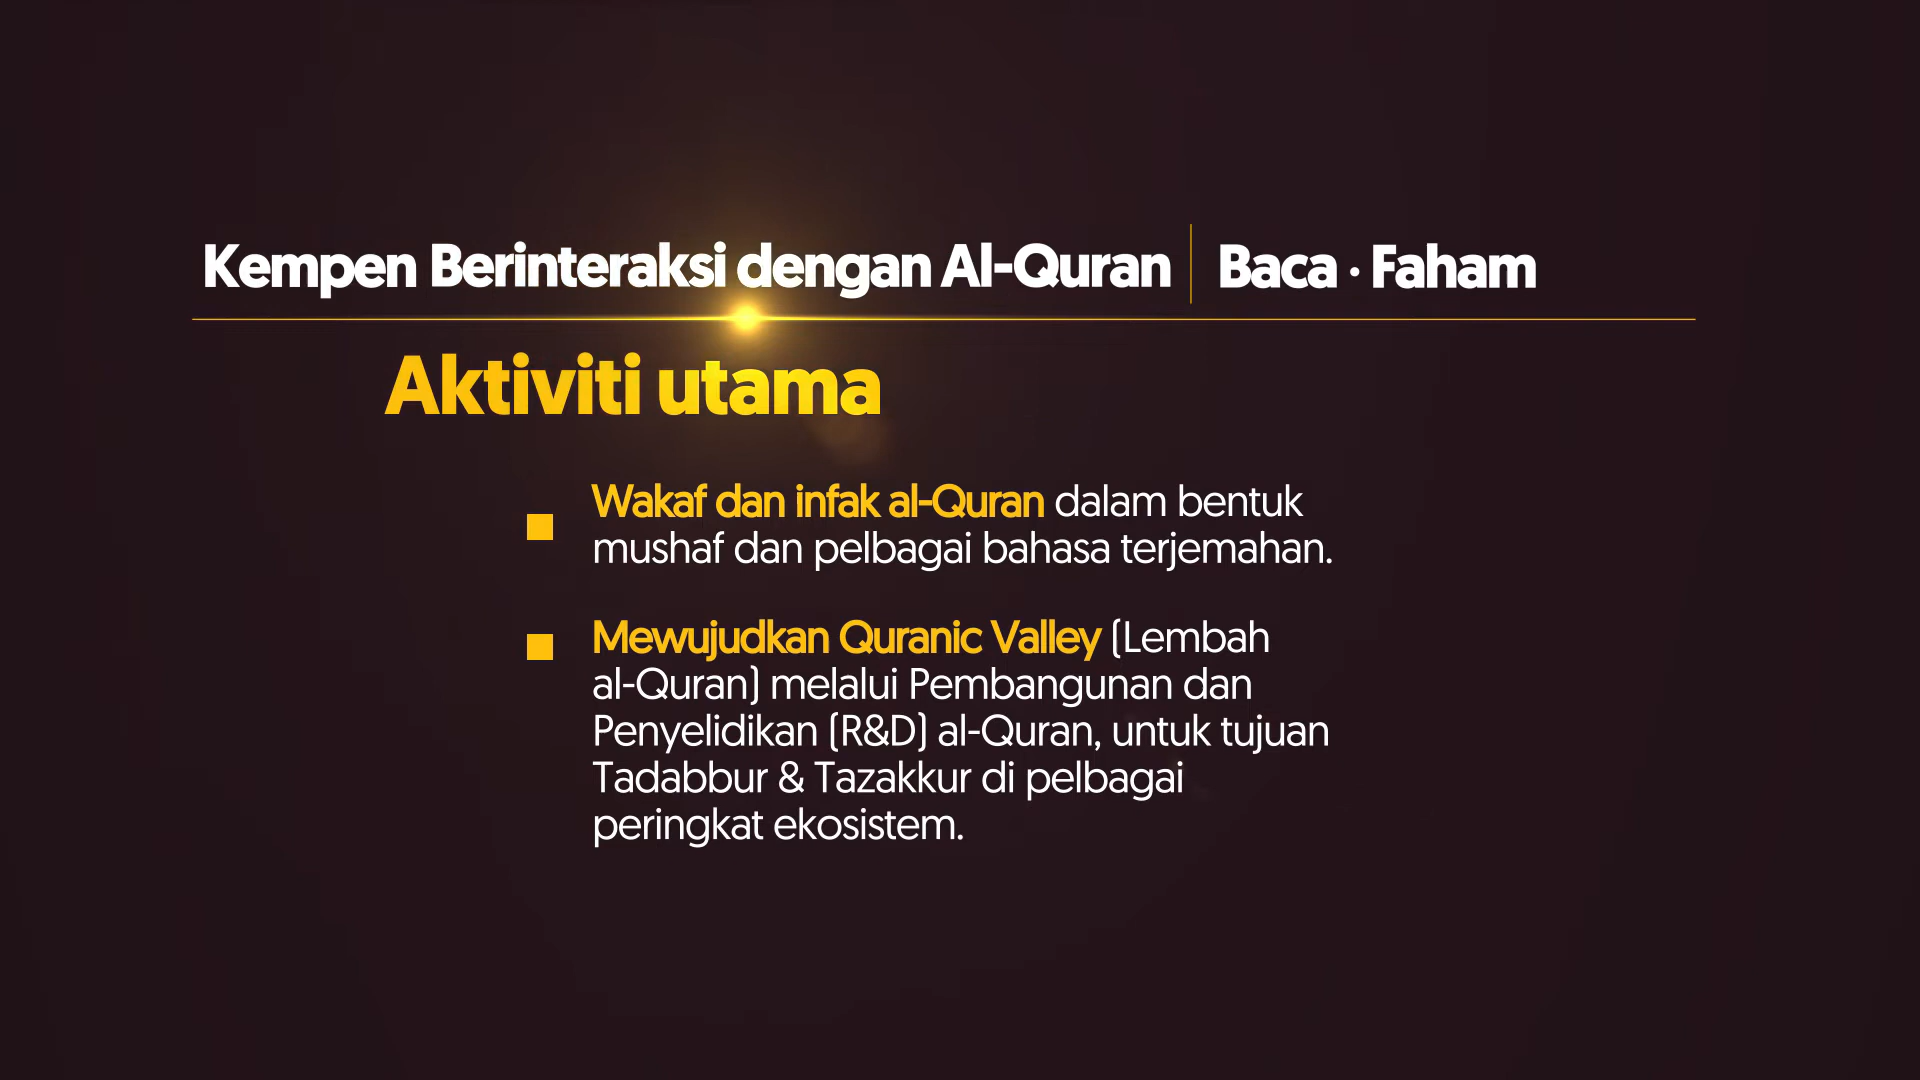 Kempen Berinteraksi dengan Al-Quran Baca · Faham
Aktiviti utama
Wakaf dan infak al-Quran dalam bentuk
mushaf dan pelbagai bahasa terjemahan.
Mewujudkan Quranic Valley (Lembah
al-Quran) melalui Pembangunan dan
Penyelidikan (R&D) al-Quran, untuk tujuan
Tadabbur & Tazakkur di pelbagai
peringkat ekosistem.